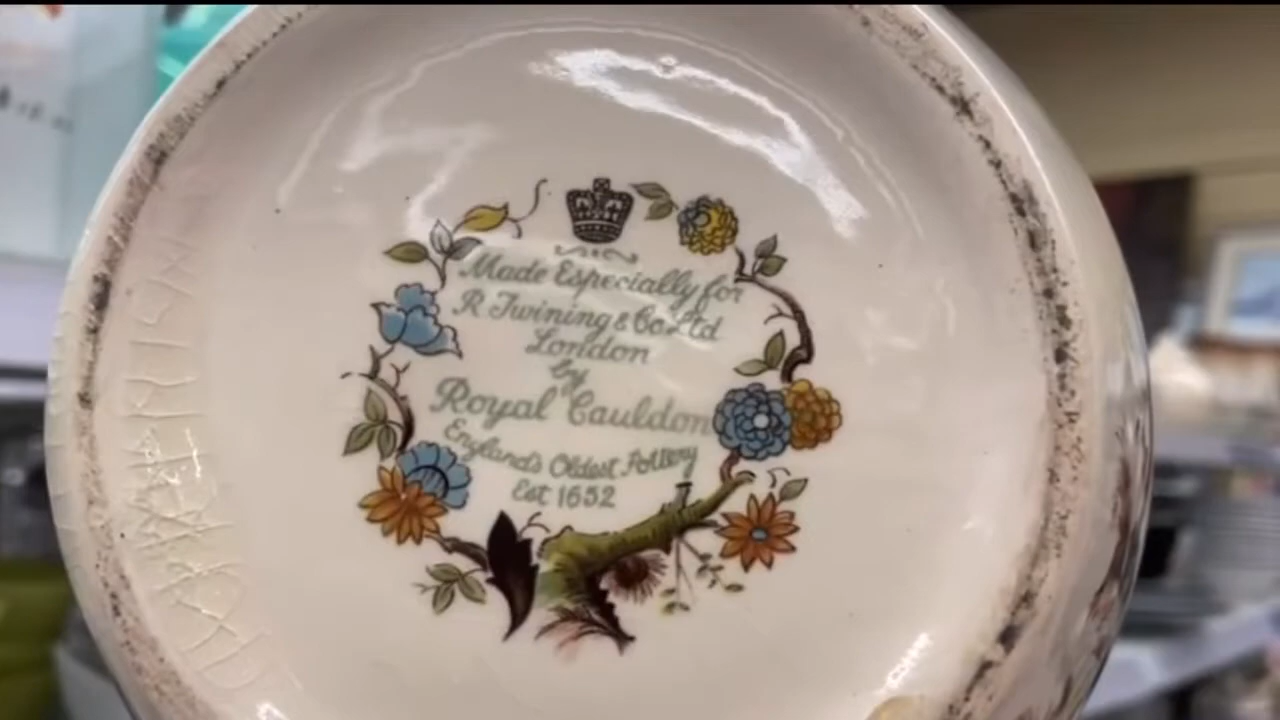 Made Especially for
R. Twining & Co. Ltd
London
by
Royal Cauldon
England's Oldest Pottery
Est 1652